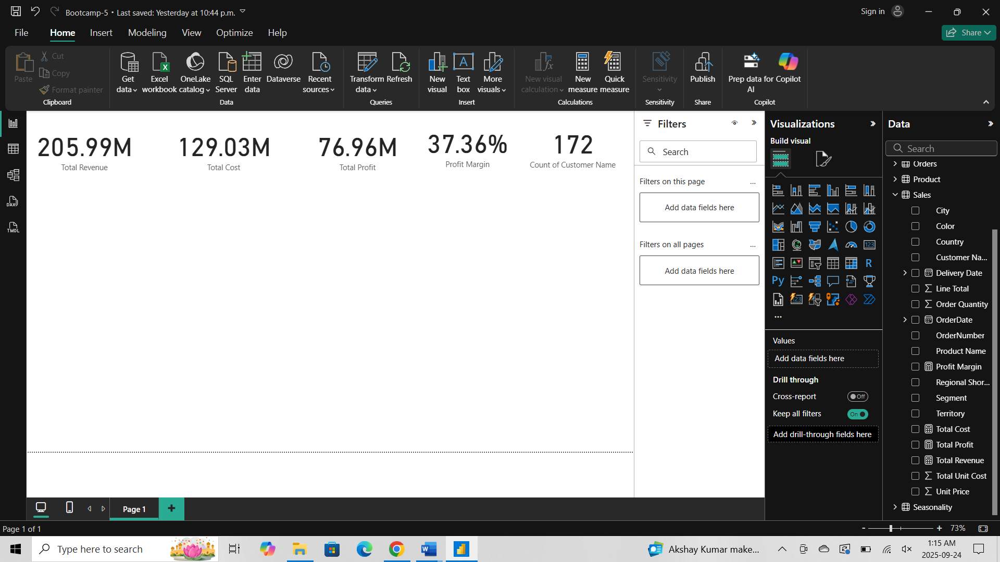 Bootcamp-5 • Last saved: Yesterday at 10:44 p.m.
Sign in
File
Home
Insert
Modeling
View
Optimize
Help
Share
Paste
Cut
Copy
Format painter
Clipboard
Get data
Excel workbook
OneLake catalog
SQL Server
Enter data
Dataverse
Recent sources
Data
Transform data
Refresh
Queries
New visual
Text box
More visuals
Insert
New visual calculation
New measure
Quick measure
Calculations
Sensitivity
Sensitivity
Publish
Share
Prep data for AI
Copilot
Copilot
DAX
TMDL
205.99M
Total Revenue
129.03M
Total Cost
76.96M
Total Profit
37.36%
Profit Margin
172
Count of Customer Name
Filters
Search
Filters on this page
...
Add data fields here
Filters on all pages
...
Add data fields here
Visualizations
Build visual
123
R
Py
123
...
Values
Add data fields here
Drill through
Cross-report
Off
Keep all filters
On
Add drill-through fields here
Data
Search
Orders
Product
Sales
City
Color
Country
Customer Na...
Delivery Date
Line Total
Order Quantity
OrderDate
OrderNumber
Product Name
Profit Margin
Regional Shor...
Segment
Territory
Total Cost
Total Profit
Total Revenue
Total Unit Cost
Unit Price
Seasonality
Page 1
+
Page 1 of 1
- + 73%
Type here to search
Akshay Kumar make...
1:15 AM
2025-09-24